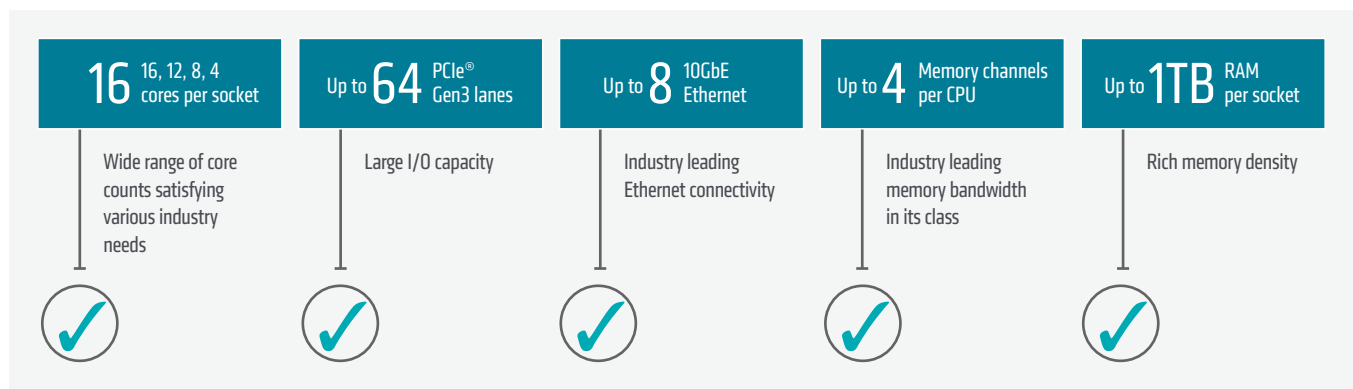 16 16, 12, 8, 4
cores per socket
Wide range of core
counts satisfying
various industry
needs
Up to 64 PCIe®
Gen3 lanes
Large I/O capacity
Up to 8 10GbE
Ethernet
Industry leading
Ethernet connectivity
Up to 4 Memory channels
per CPU
Industry leading
memory bandwidth
in its class
Up to 1TB RAM
per socket
Rich memory density